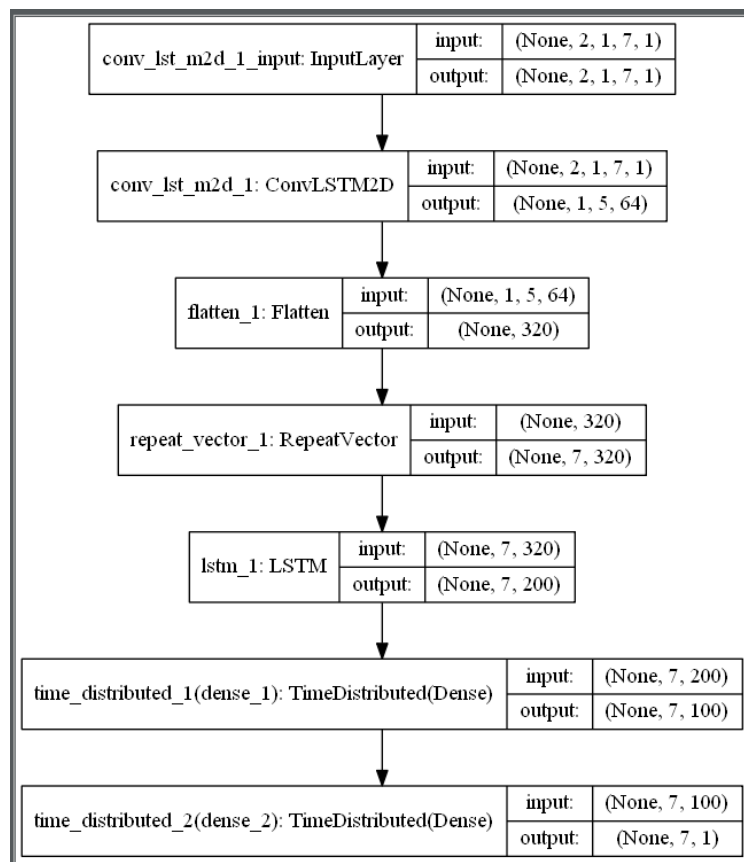 conv_lst_m2d_1_input: InputLayer
input: (None, 2, 1, 7, 1)
output: (None, 2, 1, 7, 1)
conv_lst_m2d_1: ConvLSTM2D
input: (None, 2, 1, 7, 1)
output: (None, 1, 5, 64)
flatten_1: Flatten
input: (None, 1, 5, 64)
output: (None, 320)
repeat_vector_1: RepeatVector
input: (None, 320)
output: (None, 7, 320)
lstm_1: LSTM
input: (None, 7, 320)
output: (None, 7, 200)
time_distributed_1(dense_1): TimeDistributed(Dense)
input: (None, 7, 200)
output: (None, 7, 100)
time_distributed_2(dense_2): TimeDistributed(Dense)
input: (None, 7, 100)
output: (None, 7, 1)